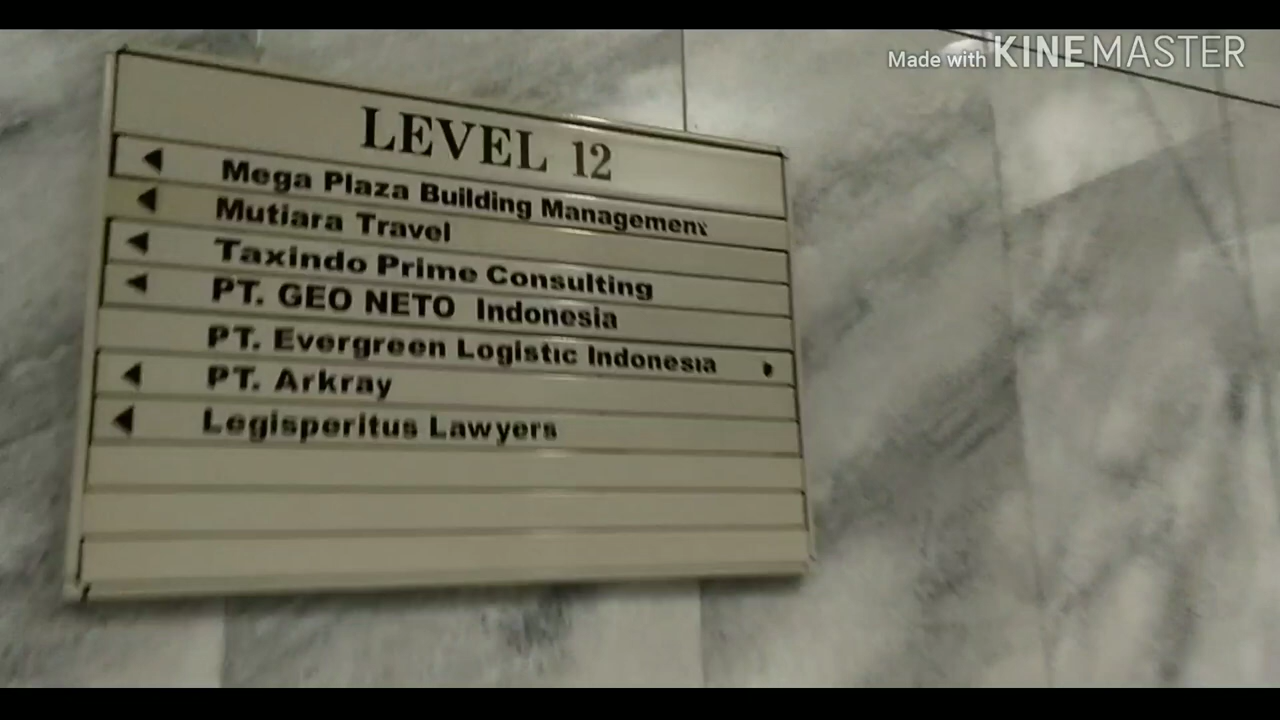 Made with KINEMASTER
LEVEL 12
Mega Plaza Building Management
Mutiara Travel
Taxindo Prime Consulting
PT. GEO NETO Indonesia
PT. Evergreen Logistic Indonesia
PT. Arkray
Legisperitus Lawyers